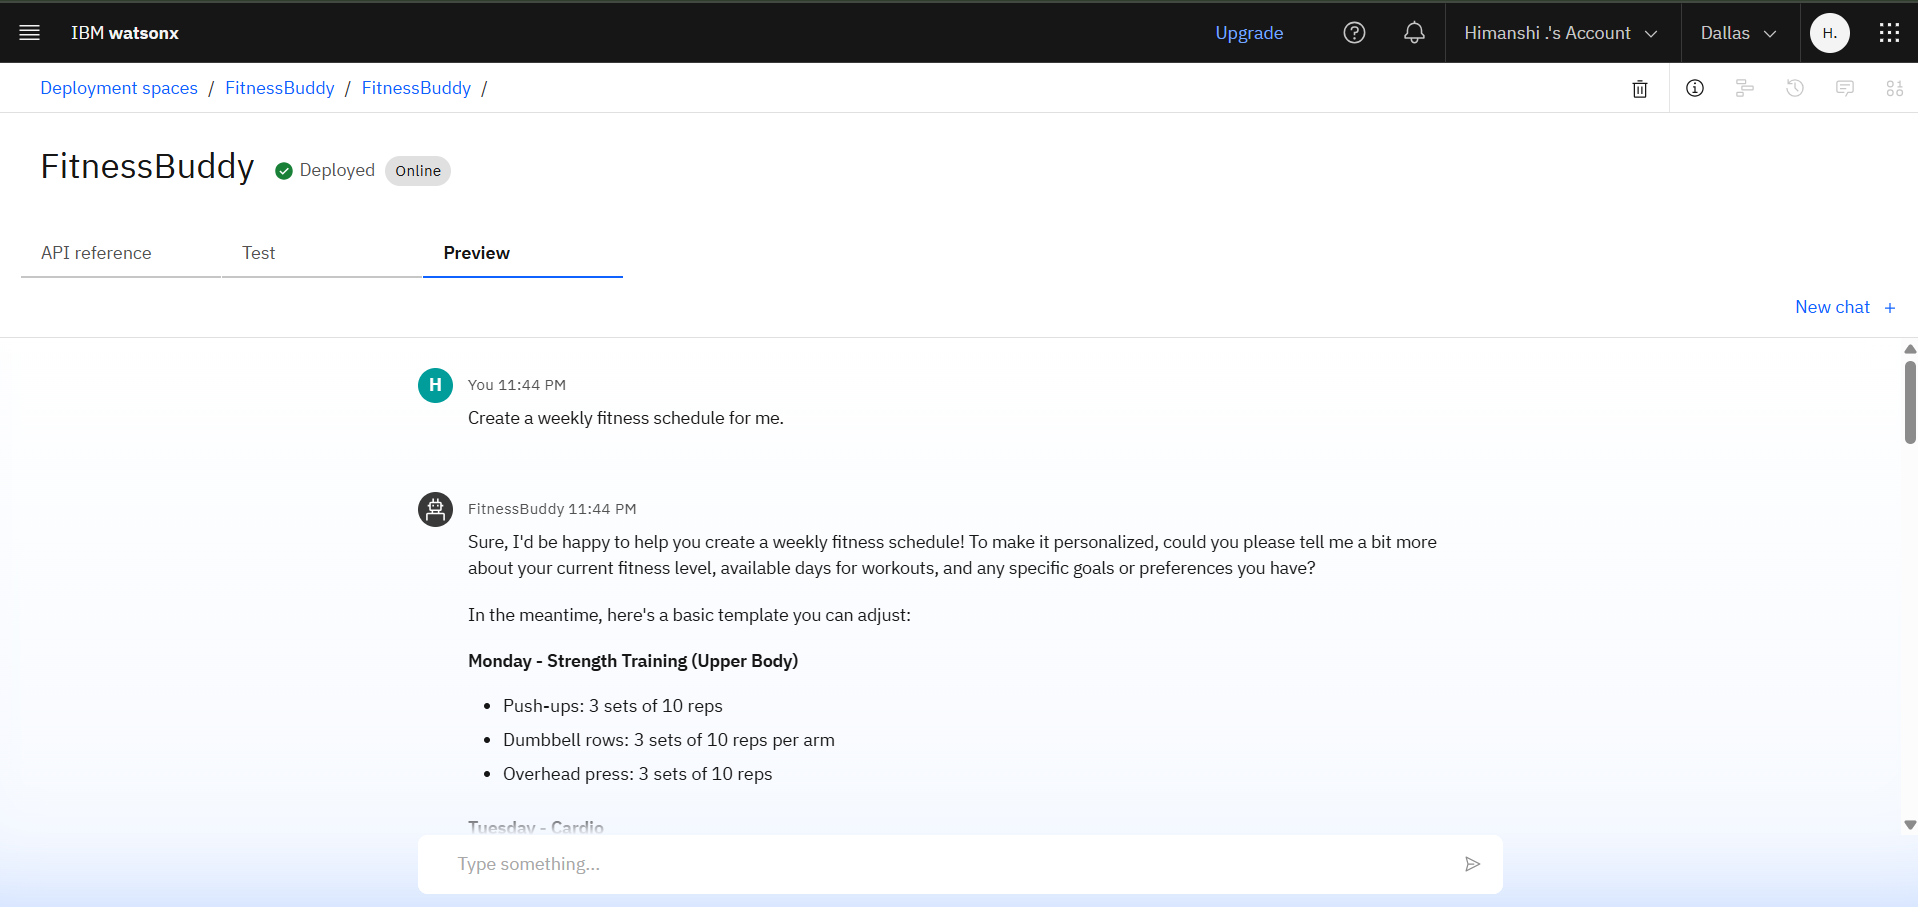 IBM watsonx
Upgrade
Himanshi .'s Account
Dallas
H.
Deployment spaces / FitnessBuddy / FitnessBuddy /
FitnessBuddy
Deployed
Online
API reference
Test
Preview
New chat +
H
You 11:44 PM
Create a weekly fitness schedule for me.
FitnessBuddy 11:44 PM
Sure, I'd be happy to help you create a weekly fitness schedule! To make it personalized, could you please tell me a bit more
about your current fitness level, available days for workouts, and any specific goals or preferences you have?
In the meantime, here's a basic template you can adjust:
Monday - Strength Training (Upper Body)
• Push-ups: 3 sets of 10 reps
• Dumbbell rows: 3 sets of 10 reps per arm
• Overhead press: 3 sets of 10 reps
Tuesday - Cardio
Type something...